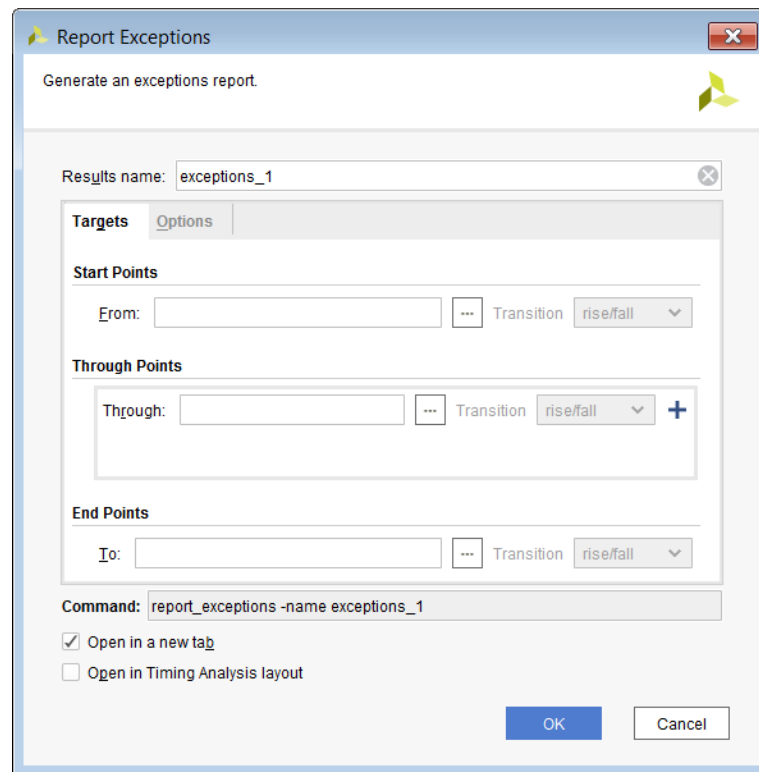 Report Exceptions
Generate an exceptions report.
Results name: exceptions_1
Targets Options
Start Points
From: ... Transition rise/fall
Through Points
Through: ... Transition rise/fall +
End Points
To: ... Transition rise/fall
Command: report_exceptions -name exceptions_1
Open in a new tab
Open in Timing Analysis layout
OK Cancel